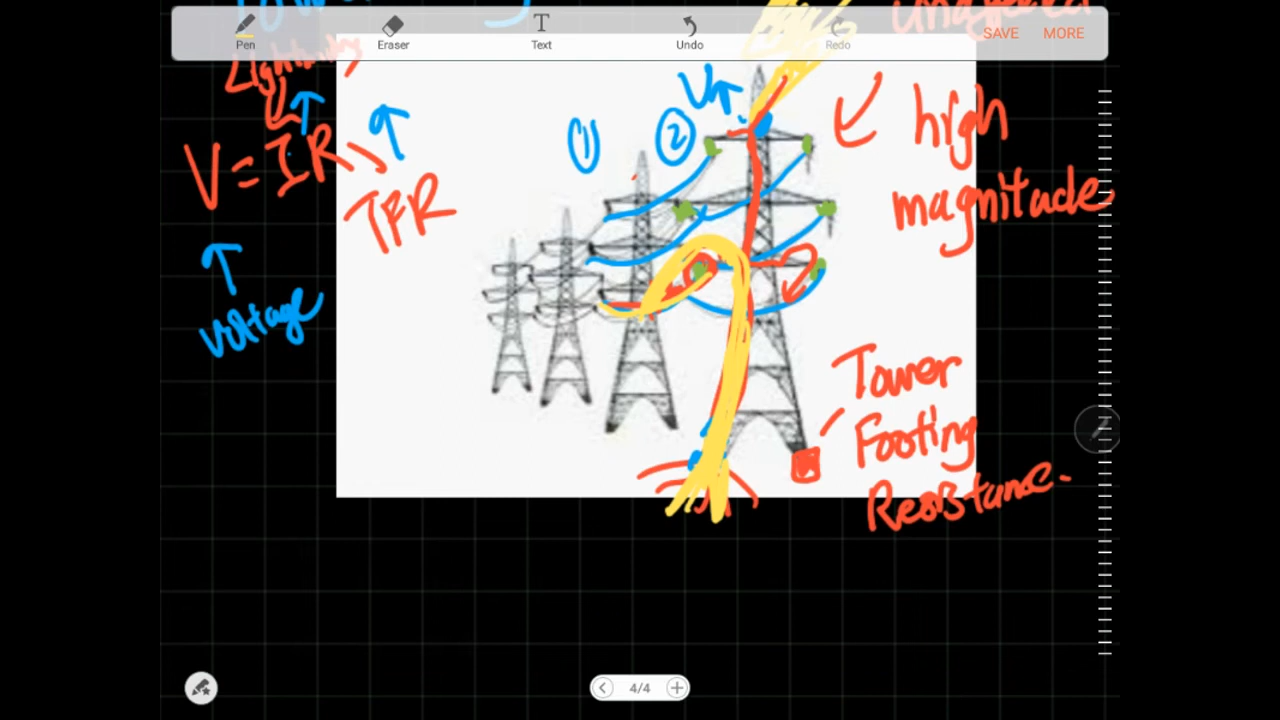 Pen
Eraser
Text
Undo
Redo
SAVE
MORE
Lightning
V = IR
TFR
voltage
1
2
V↑
high
magnitude
Tower
Footing
Resistance.
4/4